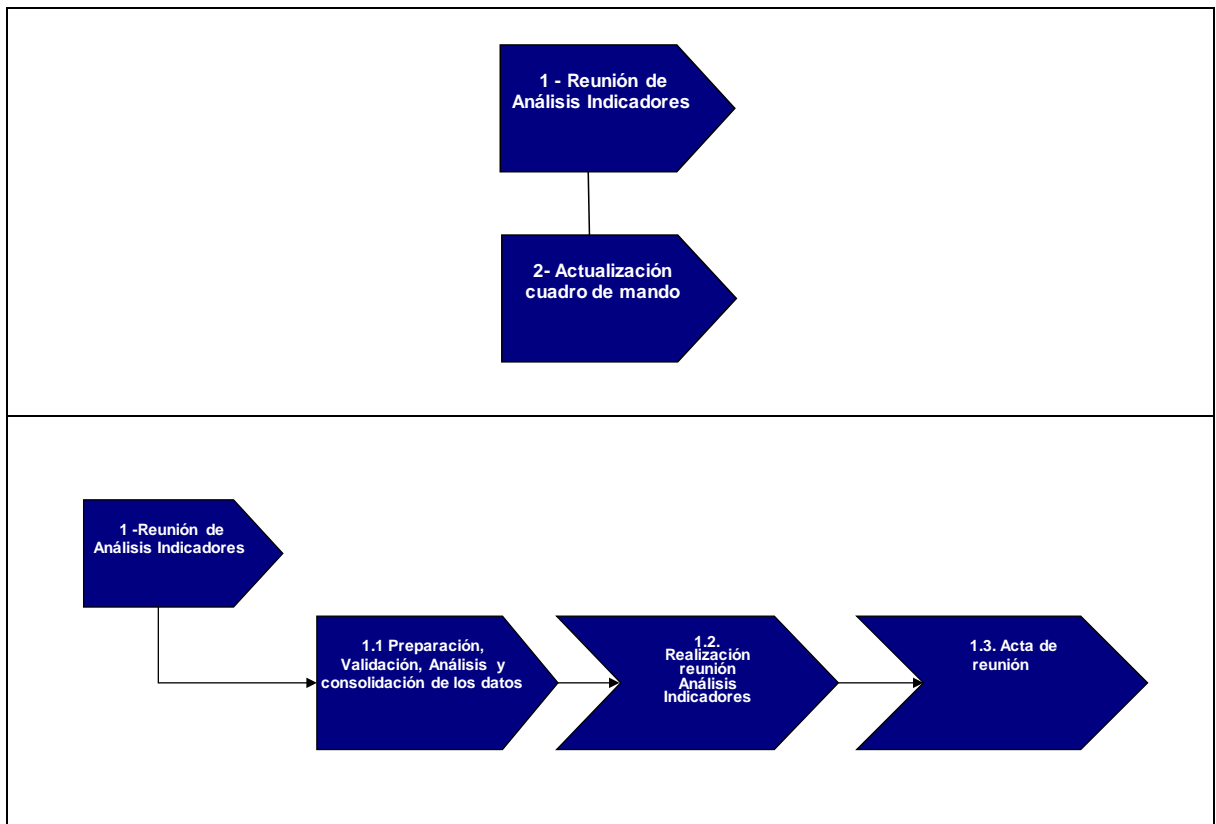 1 - Reunión de
Análisis Indicadores
2- Actualización
cuadro de mando
1 -Reunión de
Análisis Indicadores
1.1 Preparación,
Validación, Análisis y
consolidación de los datos
1.2.
Realización
reunión
Análisis
Indicadores
1.3. Acta de
reunión